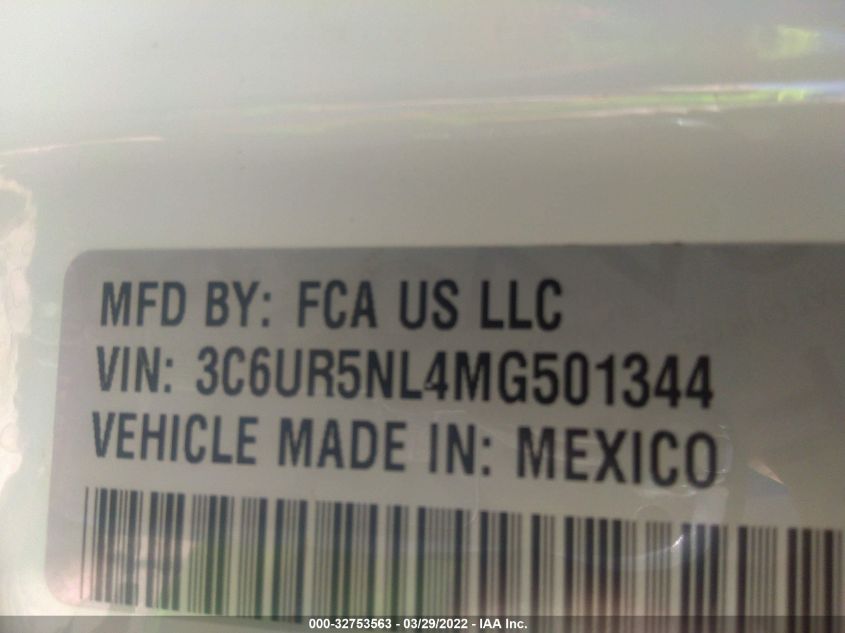 MFD BY: FCA US LLC
VIN: 3C6UR5NL4MG501344
VEHICLE MADE IN: MEXICO
000-32753563 - 03/29/2022 - IAA Inc.